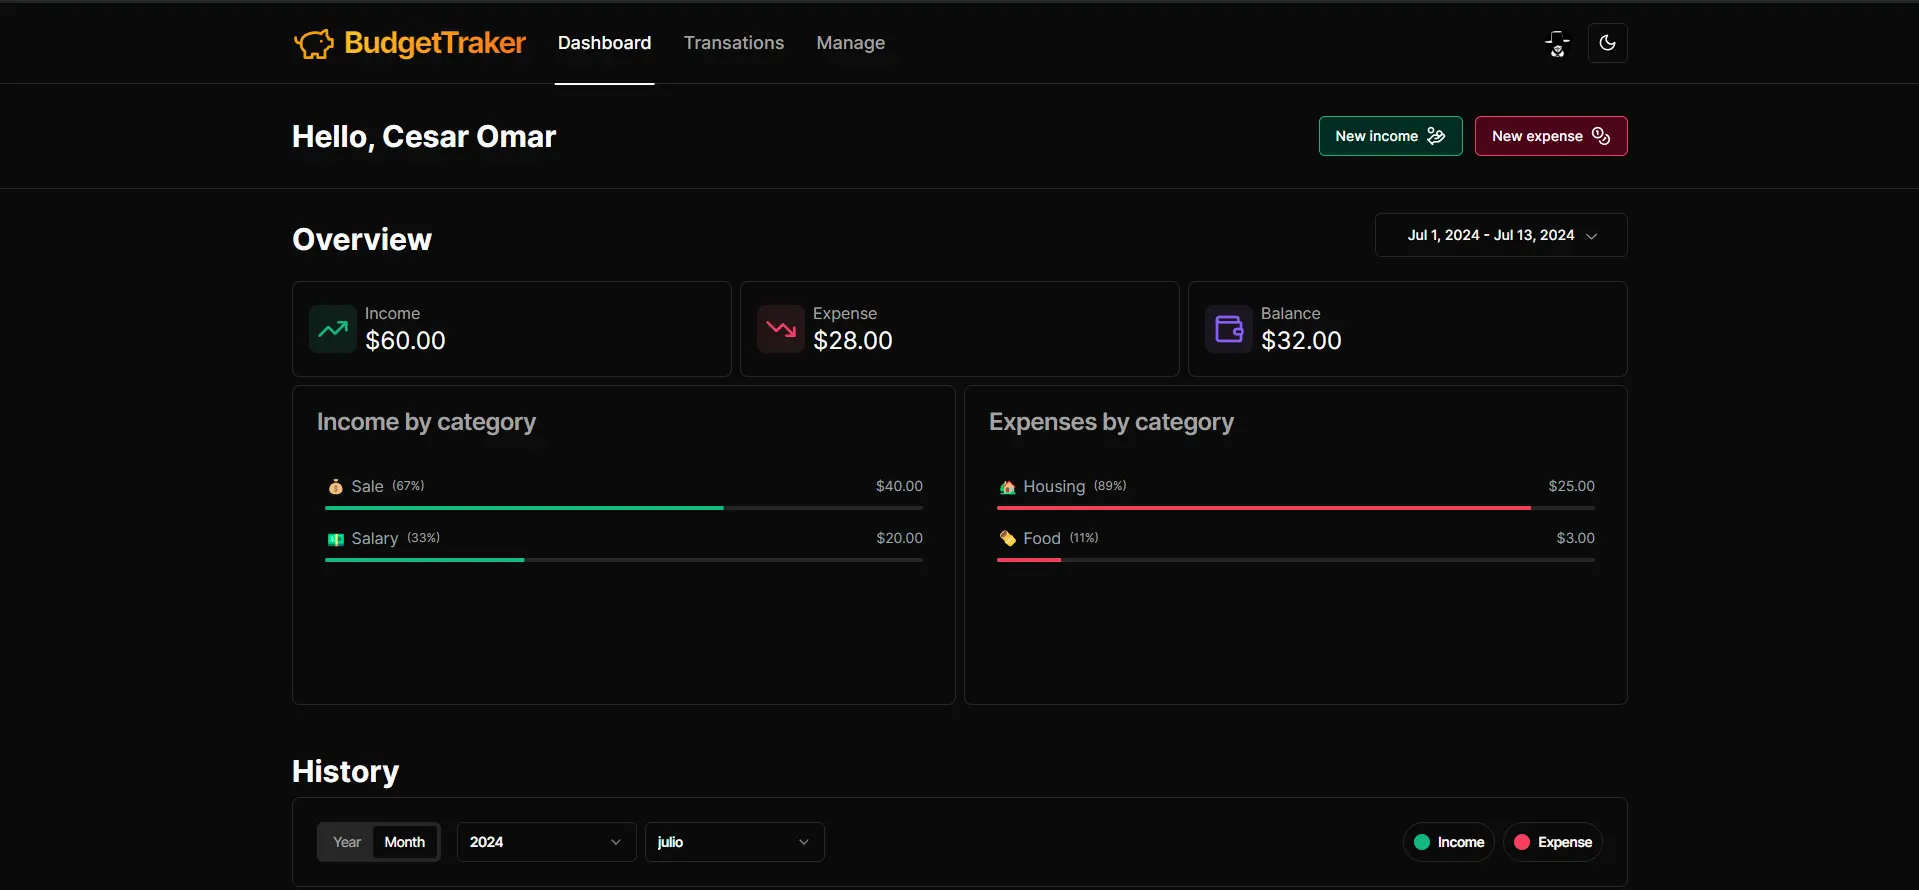 BudgetTraker Dashboard Transations Manage
Hello, Cesar Omar
New income New expense
Overview
Jul 1, 2024 - Jul 13, 2024
Income
$60.00
Expense
$28.00
Balance
$32.00
Income by category
Sale (67%) $40.00
Salary (33%) $20.00
Expenses by category
Housing (89%) $25.00
Food (11%) $3.00
History
Year Month 2024 julio Income Expense